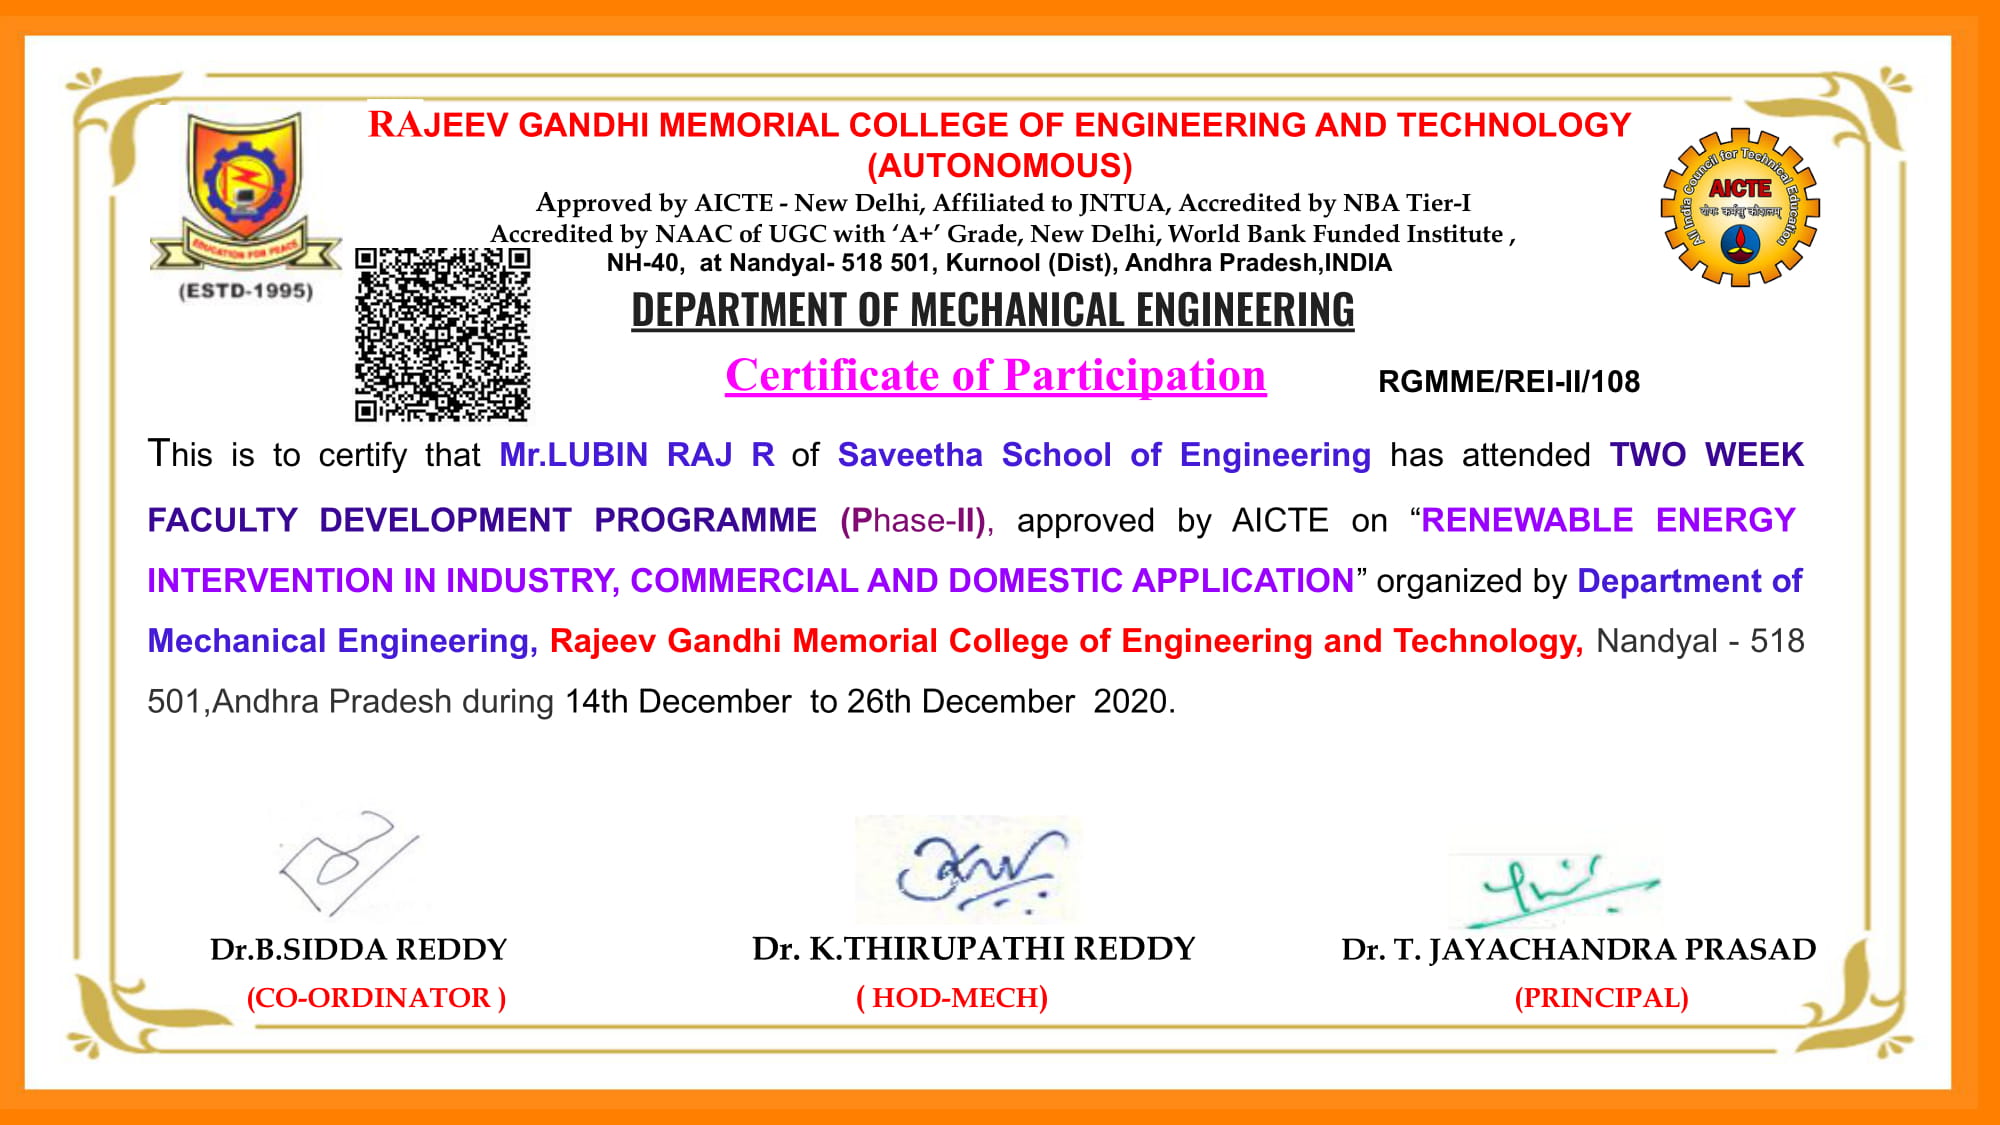 RAJEEV GANDHI MEMORIAL COLLEGE OF ENGINEERING AND TECHNOLOGY
(AUTONOMOUS)
Approved by AICTE - New Delhi, Affiliated to JNTUA, Accredited by NBA Tier-I
Accredited by NAAC of UGC with ‘A+’ Grade, New Delhi, World Bank Funded Institute ,
NH-40,  at Nandyal- 518 501, Kurnool (Dist), Andhra Pradesh,INDIA
EDUCATION FOR PEACE
(ESTD-1995)
All India Council for Technical Education
AICTE
योगः कर्मसु कौशलम्
DEPARTMENT OF MECHANICAL ENGINEERING
Certificate of Participation
RGMME/REI-II/108
This is to certify that Mr.LUBIN RAJ R of Saveetha School of Engineering has attended TWO WEEK
FACULTY DEVELOPMENT PROGRAMME (Phase-II), approved by AICTE on “RENEWABLE ENERGY
INTERVENTION IN INDUSTRY, COMMERCIAL AND DOMESTIC APPLICATION” organized by Department of
Mechanical Engineering, Rajeev Gandhi Memorial College of Engineering and Technology, Nandyal - 518
501,Andhra Pradesh during 14th December  to 26th December  2020.
Dr.B.SIDDA REDDY
Dr. K.THIRUPATHI REDDY
Dr. T. JAYACHANDRA PRASAD
(CO-ORDINATOR )
( HOD-MECH)
(PRINCIPAL)